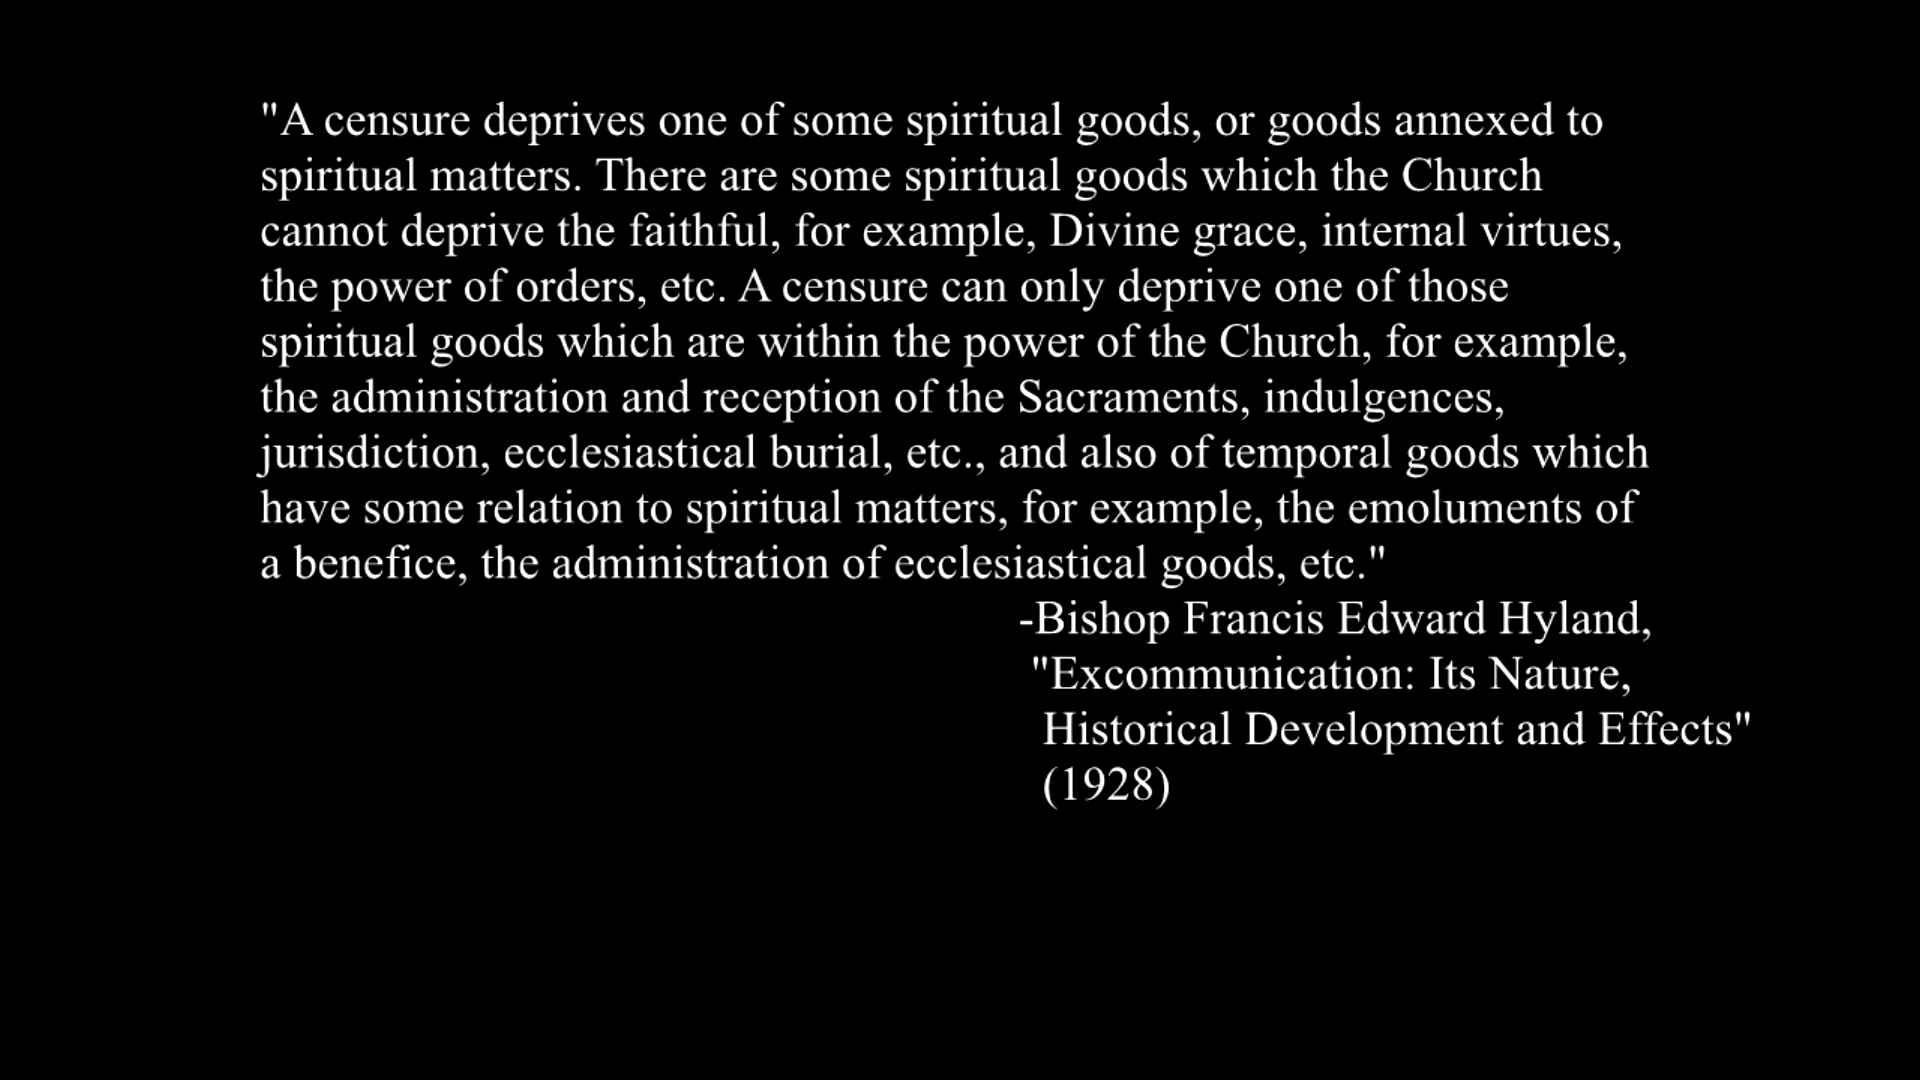 "A censure deprives one of some spiritual goods, or goods annexed to
spiritual matters. There are some spiritual goods which the Church
cannot deprive the faithful, for example, Divine grace, internal virtues,
the power of orders, etc. A censure can only deprive one of those
spiritual goods which are within the power of the Church, for example,
the administration and reception of the Sacraments, indulgences,
jurisdiction, ecclesiastical burial, etc., and also of temporal goods which
have some relation to spiritual matters, for example, the emoluments of
a benefice, the administration of ecclesiastical goods, etc."
-Bishop Francis Edward Hyland,
"Excommunication: Its Nature,
Historical Development and Effects"
(1928)